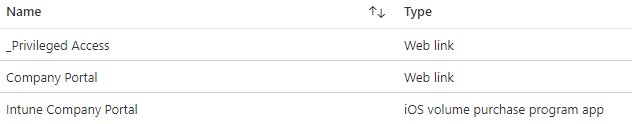 Name Type
_Privileged Access Web link
Company Portal Web link
Intune Company Portal iOS volume purchase program app